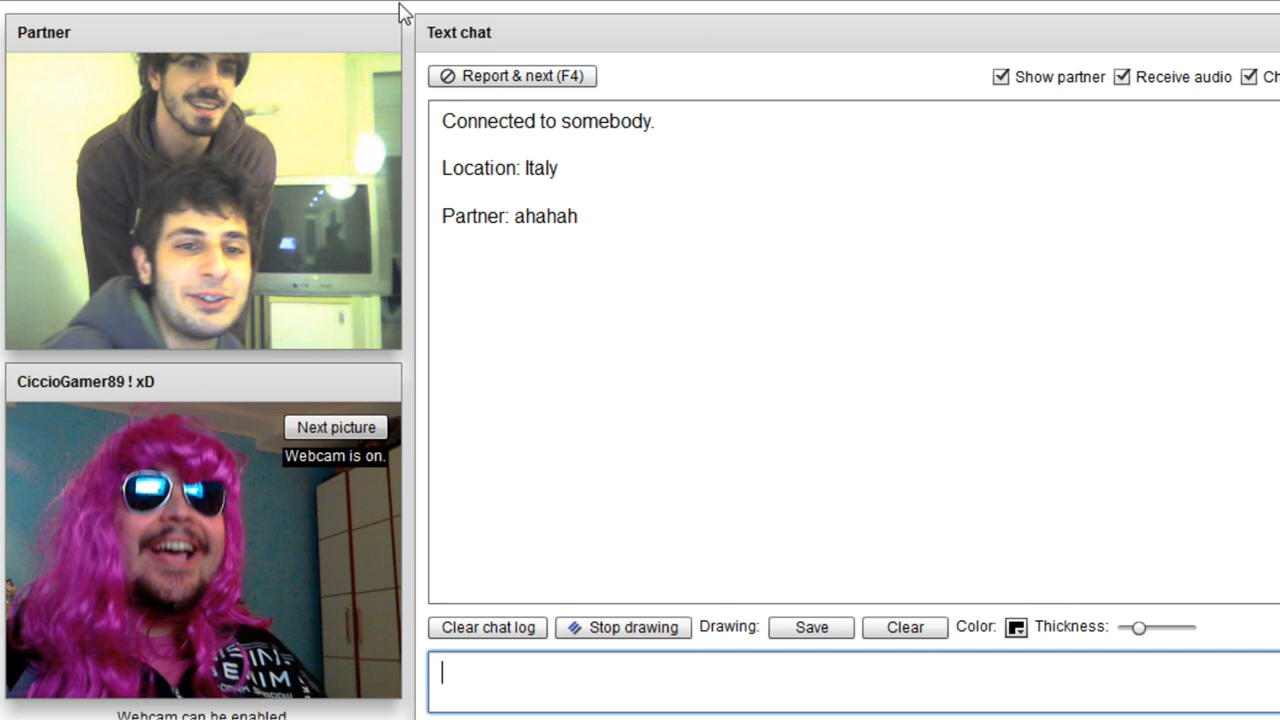 Partner
Text chat
Report & next (F4)
Show partner
Receive audio
Ch
Connected to somebody.
Location: Italy
Partner: ahahah
CiccioGamer89 ! xD
Next picture
Webcam is on.
Clear chat log
Stop drawing
Drawing:
Save
Clear
Color:
Thickness:
Webcam can be enabled